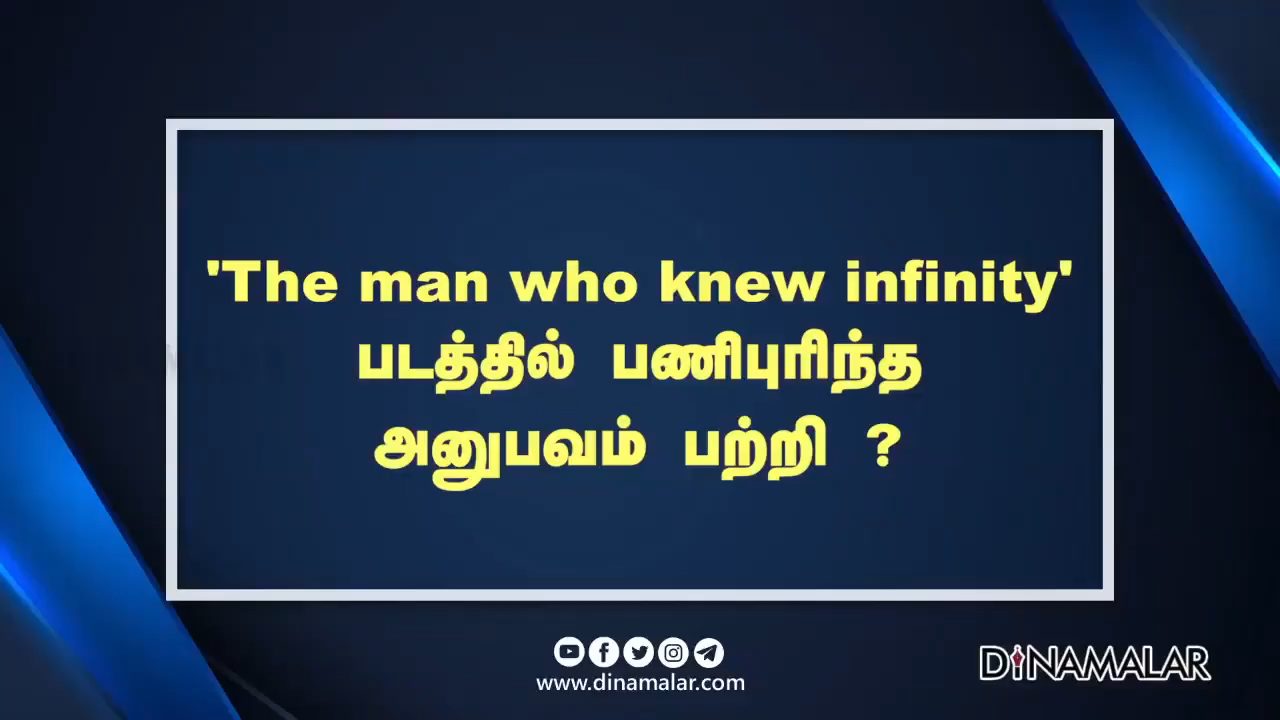 'The man who knew infinity'
படத்தில் பணிபுரிந்த
அனுபவம் பற்றி ?
www.dinamalar.com
DINAMALAR